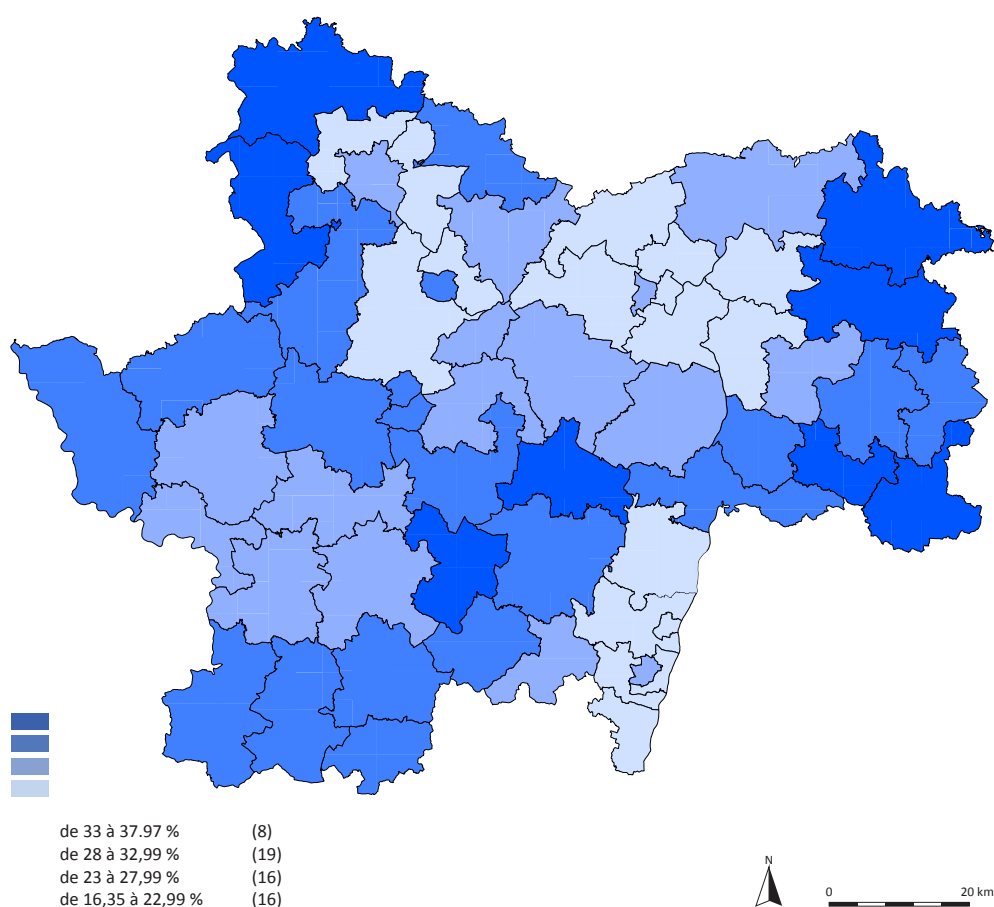 de 33 à 37.97 % (8)
de 28 à 32,99 % (19)
de 23 à 27,99 % (16)
de 16,35 à 22,99 % (16)
N
0 20 km